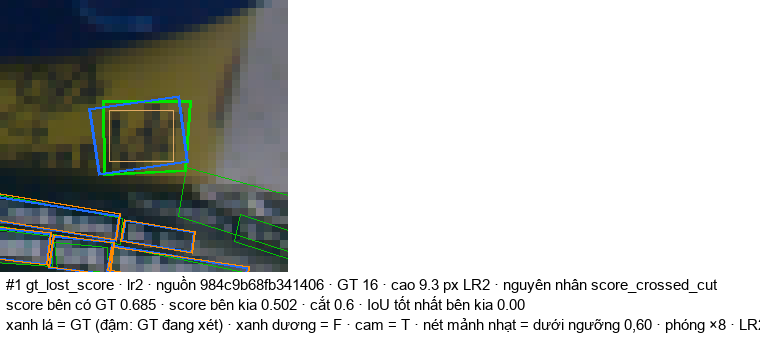 #1 gt_lost_score · lr2 · nguồn 984c9b68fb341406 · GT 16 · cao 9.3 px LR2 · nguyên nhân score_crossed_cut
score bên có GT 0.685 · score bên kia 0.502 · cắt 0.6 · IoU tốt nhất bên kia 0.00
xanh lá = GT (đậm: GT đang xét) · xanh dương = F · cam = T · nét mảnh nhạt = dưới ngưỡng 0,60 · phóng ×8 · LR2